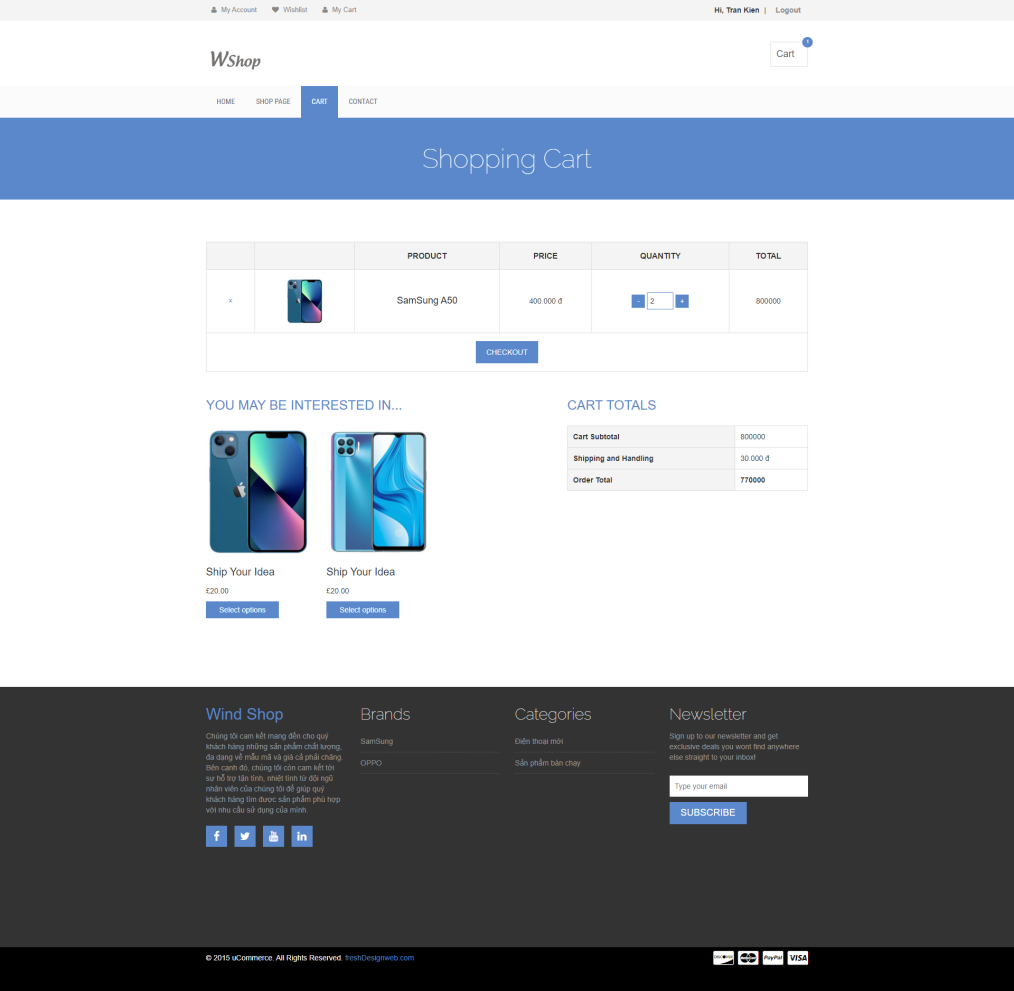 My Account Wishlist My Cart Hi, Tran Kien | Logout
WShop
Cart 1
HOME SHOP PAGE CART CONTACT
Shopping Cart
PRODUCT PRICE QUANTITY TOTAL
x SamSung A50 400.000 đ - 2 + 800000
CHECKOUT
YOU MAY BE INTERESTED IN...
Ship Your Idea
£20.00
Select options
Ship Your Idea
£20.00
Select options
CART TOTALS
Cart Subtotal 800000
Shipping and Handling 30.000 đ
Order Total 770000
Wind Shop
Chúng tôi cam kết mang đến cho quý
khách hàng những sản phẩm chất lượng,
đa dạng về mẫu mã và giá cả phải chăng.
Bên cạnh đó, chúng tôi còn cam kết tới
sự hỗ trợ tận tình, nhiệt tình từ đội ngũ
nhân viên của chúng tôi để giúp quý
khách hàng tìm được sản phẩm phù hợp
với nhu cầu sử dụng của mình.
Brands
SamSung
OPPO
Categories
Điện thoại mới
Sản phẩm bán chạy
Newsletter
Sign up to our newsletter and get
exclusive deals you wont find anywhere
else straight to your inbox!
Type your email
SUBSCRIBE
© 2015 uCommerce. All Rights Reserved. freshDesignweb.com
DISCOVER PayPal VISA